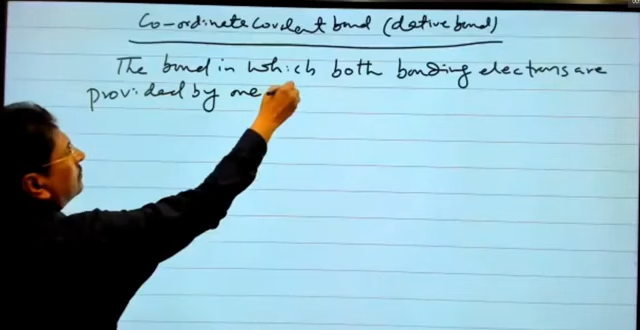 Co-ordinate covalent bond (dative bond)
The bond in which both bonding electrons are
provided by one